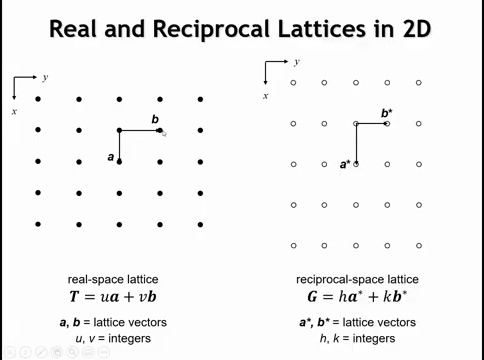 Real and Reciprocal Lattices in 2D
y
x
b
a
y
x
b*
a*
real-space lattice
T = ua + vb
a, b = lattice vectors
u, v = integers
reciprocal-space lattice
G = ha* + kb*
a*, b* = lattice vectors
h, k = integers